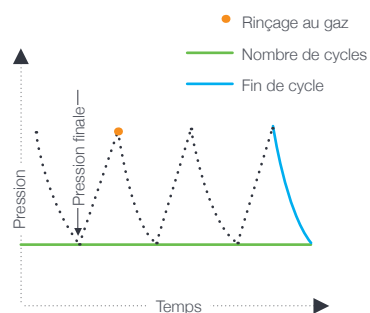 Rinçage au gaz
Nombre de cycles
Fin de cycle
Pression finale
Pression
Temps